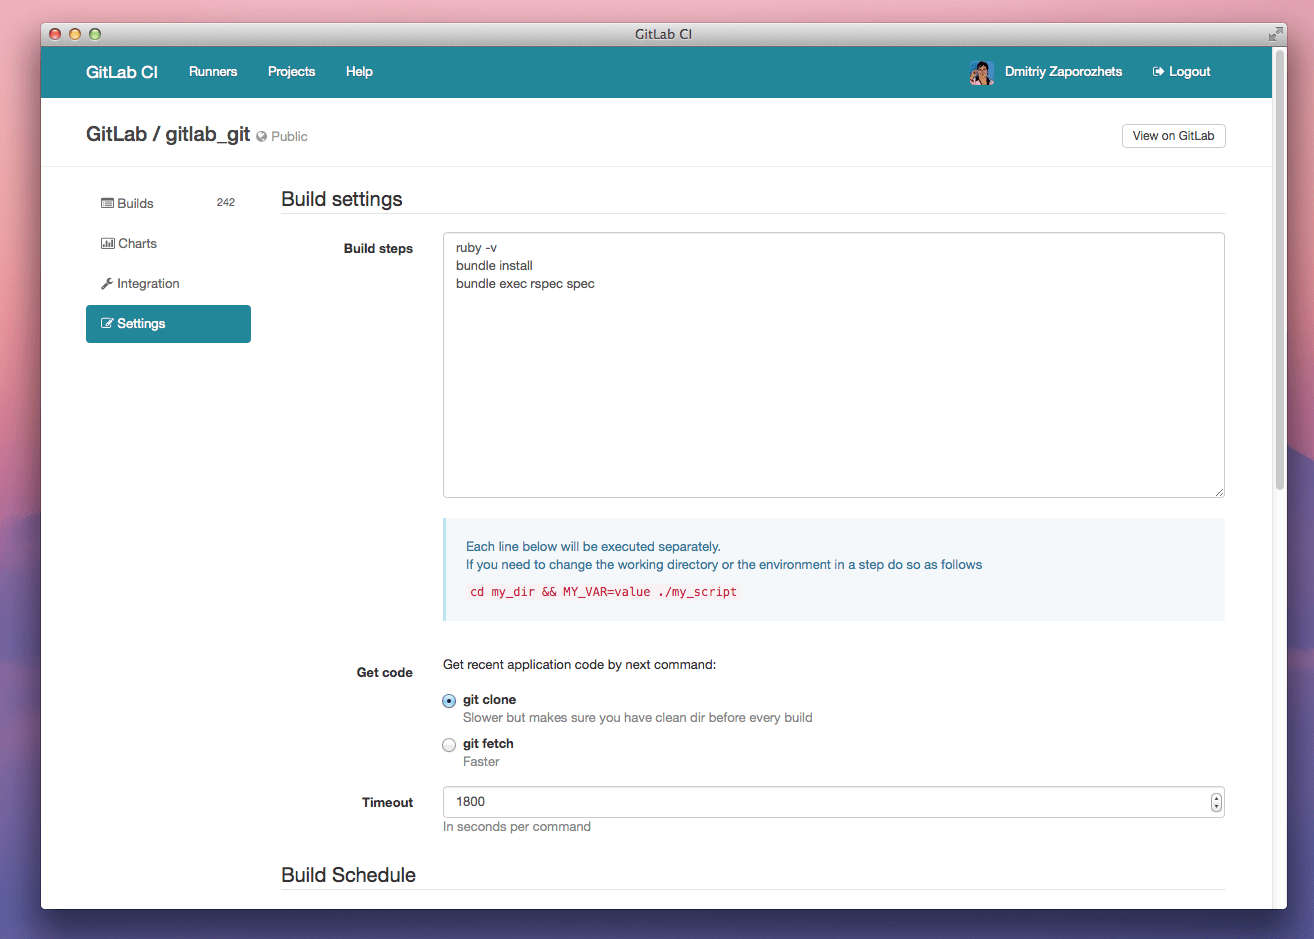 GitLab CI
GitLab CI Runners Projects Help Dmitriy Zaporozhets Logout
GitLab / gitlab_git Public View on GitLab
Builds 242
Charts
Integration
Settings
Build settings
Build steps
ruby -v
bundle install
bundle exec rspec spec
Each line below will be executed separately.
If you need to change the working directory or the environment in a step do so as follows
cd my_dir && MY_VAR=value ./my_script
Get code
Get recent application code by next command:
git clone
Slower but makes sure you have clean dir before every build
git fetch
Faster
Timeout
1800
In seconds per command
Build Schedule